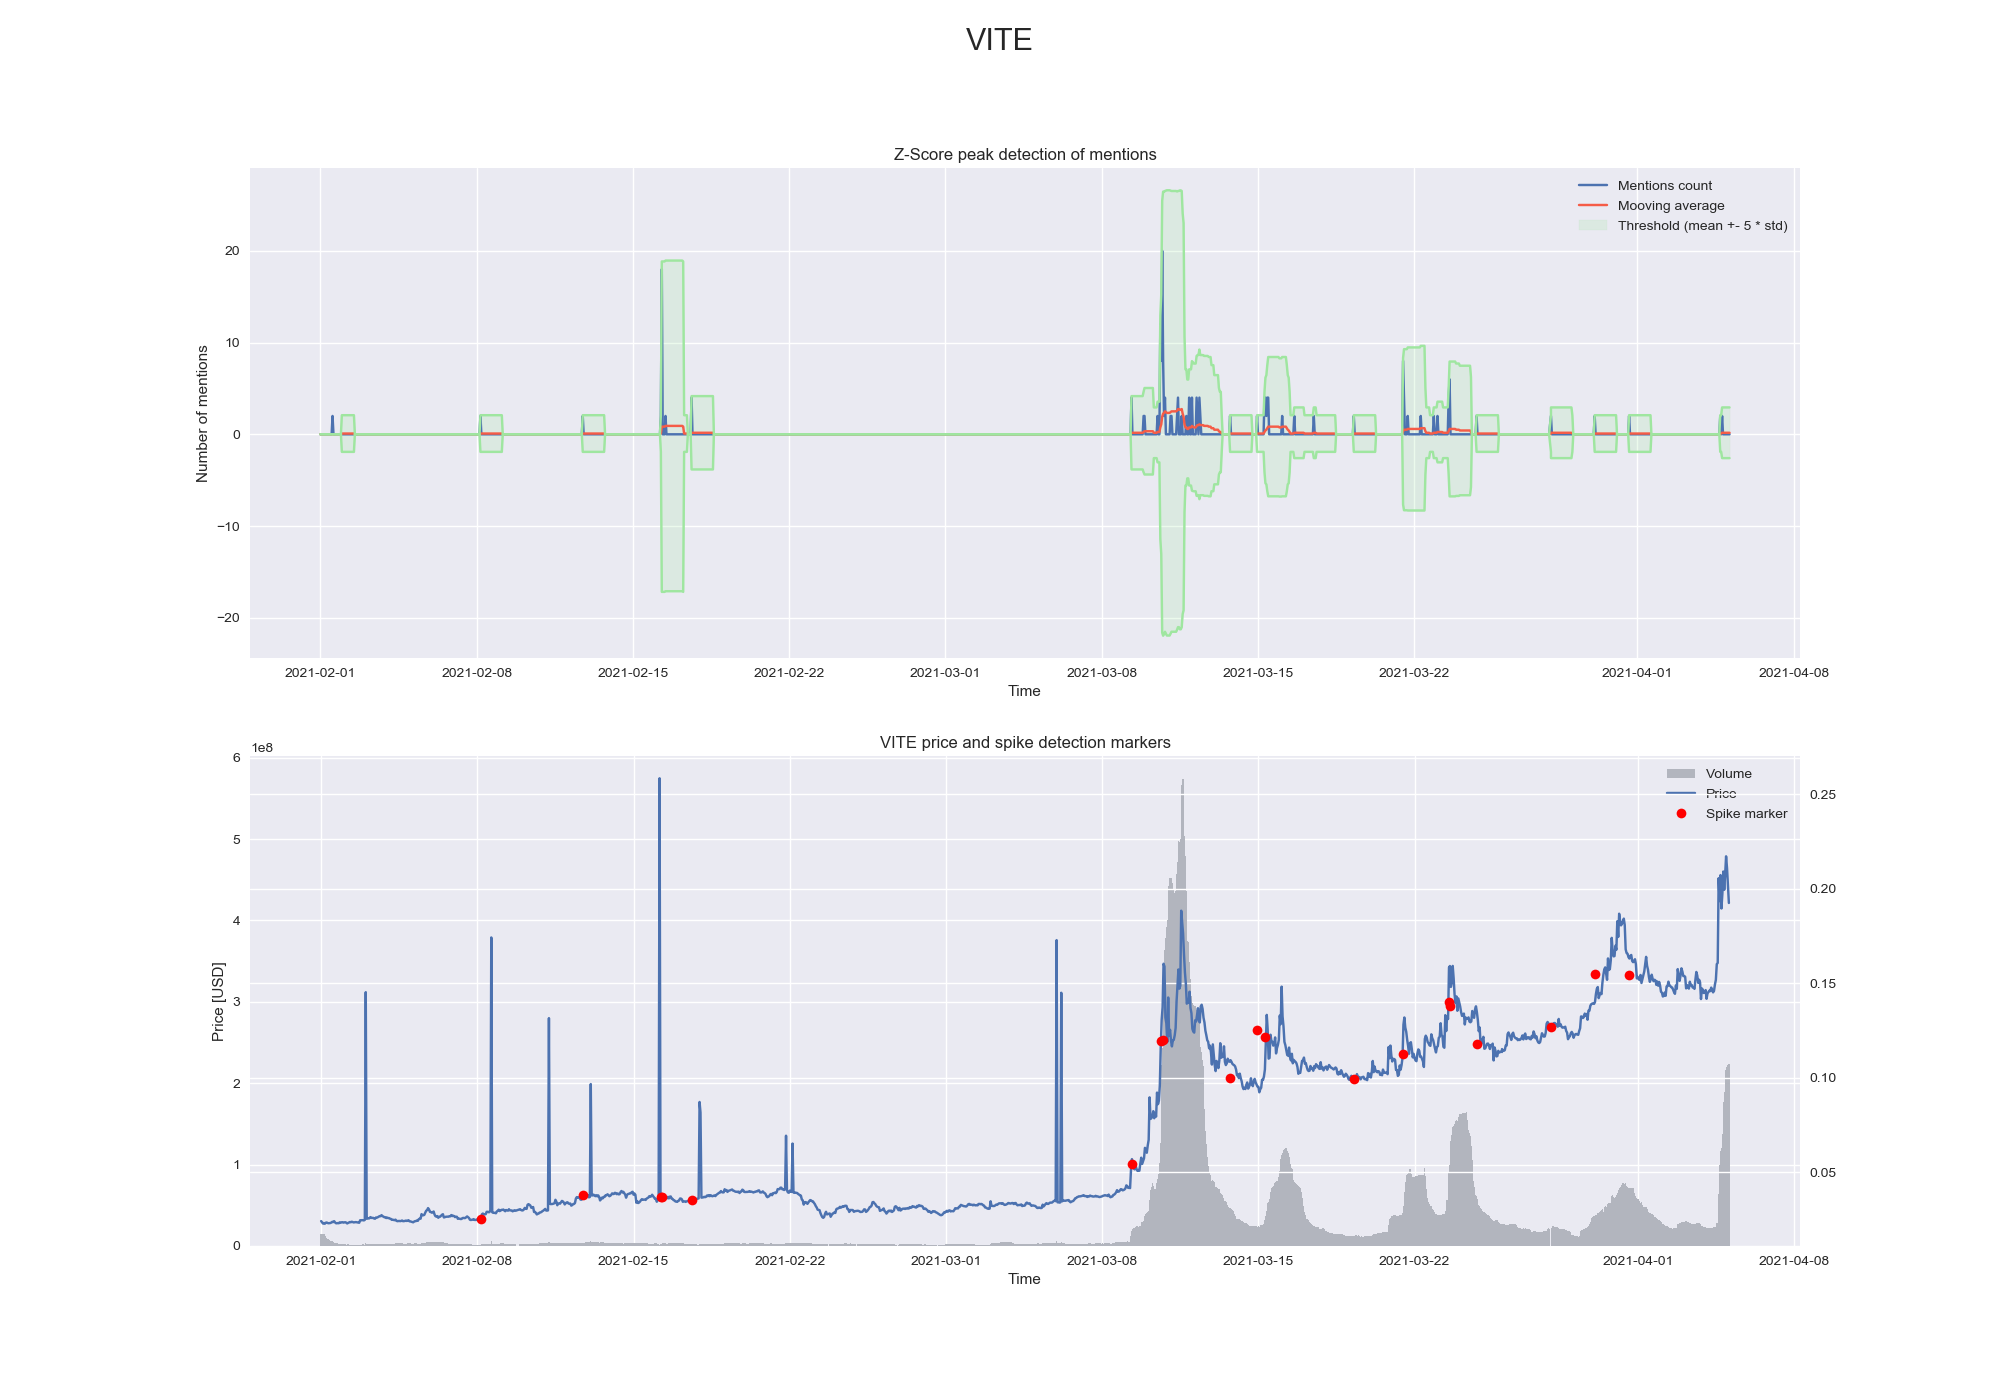 VITE
Z-Score peak detection of mentions
Mentions count
Mooving average
Threshold (mean +- 5 * std)
Number of mentions
20
10
0
−10
−20
2021-02-01 2021-02-08 2021-02-15 2021-02-22 2021-03-01 2021-03-08 2021-03-15 2021-03-22 2021-04-01 2021-04-08
Time
VITE price and spike detection markers
1e8
Volume
Price
Spike marker
Price [USD]
6
5
4
3
2
1
0
0.25
0.20
0.15
0.10
0.05
2021-02-01 2021-02-08 2021-02-15 2021-02-22 2021-03-01 2021-03-08 2021-03-15 2021-03-22 2021-04-01 2021-04-08
Time